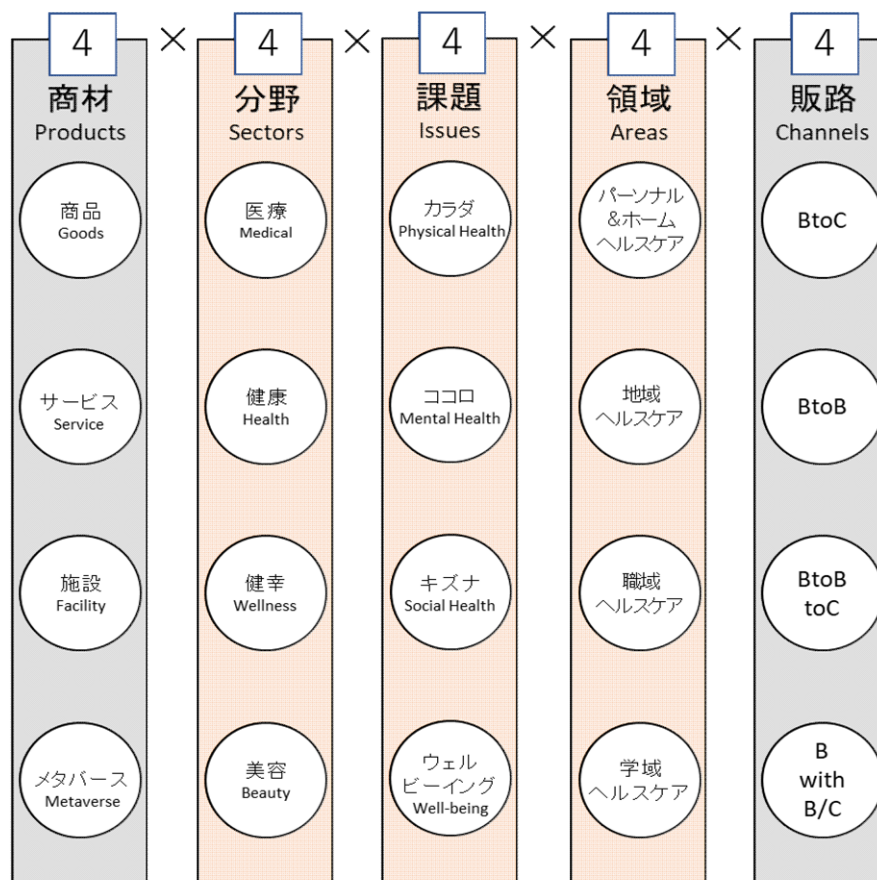 4 × 4 × 4 × 4 × 4
商材
Products
商品
Goods
サービス
Service
施設
Facility
メタバース
Metaverse
分野
Sectors
医療
Medical
健康
Health
健幸
Wellness
美容
Beauty
課題
Issues
カラダ
Physical Health
ココロ
Mental Health
キズナ
Social Health
ウェル
ビーイング
Well-being
領域
Areas
パーソナル
&ホーム
ヘルスケア
地域
ヘルスケア
職域
ヘルスケア
学域
ヘルスケア
販路
Channels
BtoC
BtoB
BtoB
toC
B
with
B/C